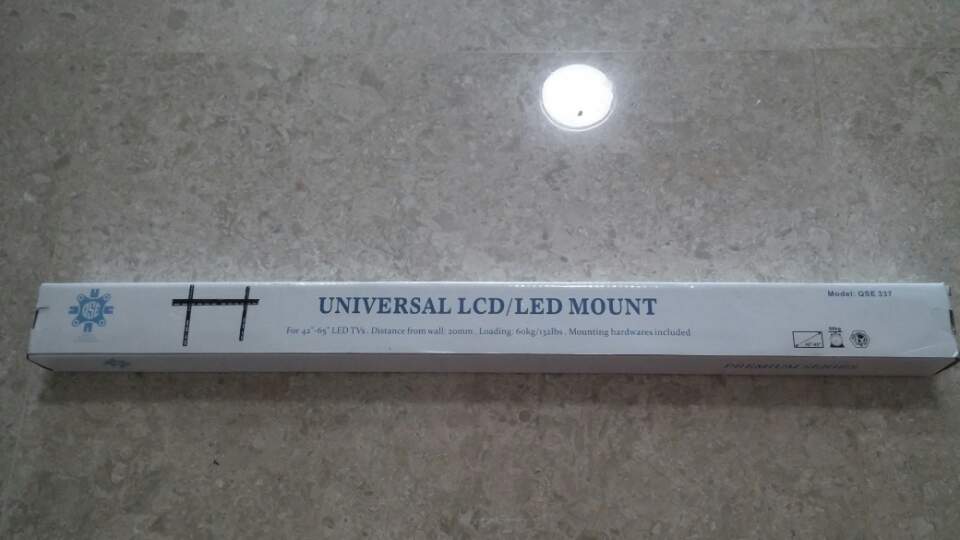 UNIVERSAL LCD/LED MOUNT
Model: QSE 337
For 42"-65" LED TVs . Distance from wall: 20mm . Loading: 60kg/132lbs . Mounting hardwares included
QSE
PREMIUM SERIES